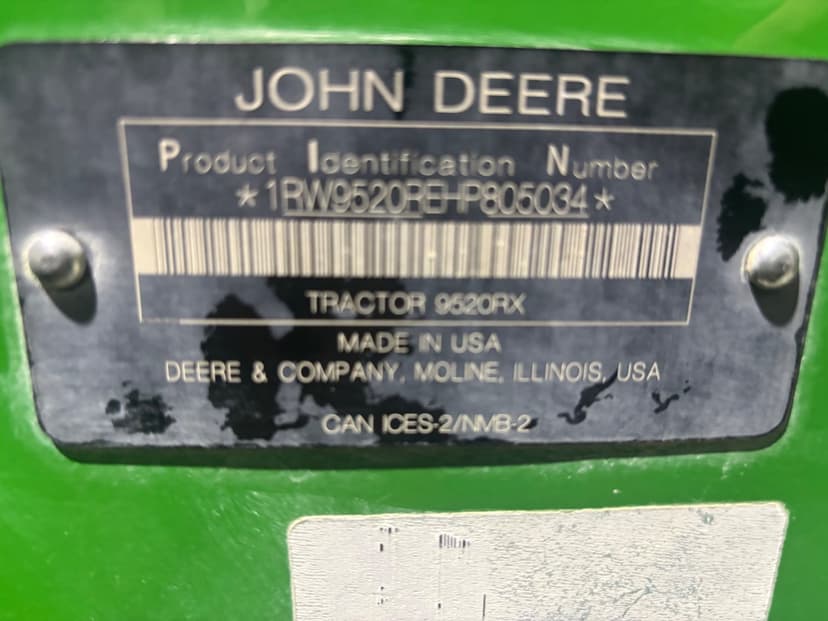 JOHN DEERE
Product Identification Number
*1RW9520REHP805034*
TRACTOR 9520RX
MADE IN USA
DEERE & COMPANY, MOLINE, ILLINOIS, USA
CAN ICES-2/NMB-2